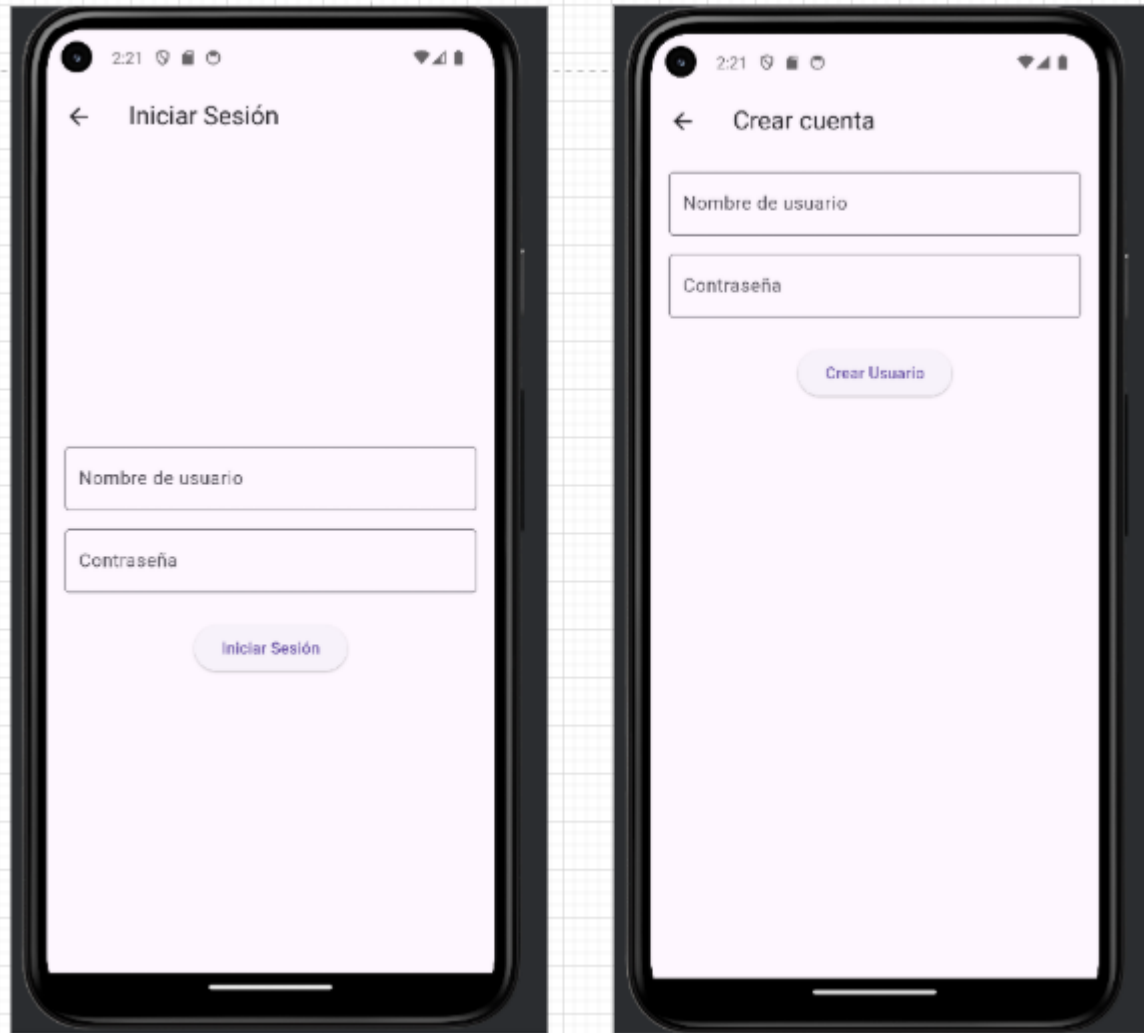 2:21
Iniciar Sesión
Nombre de usuario
Contraseña
Iniciar Sesión
2:21
Crear cuenta
Nombre de usuario
Contraseña
Crear Usuario